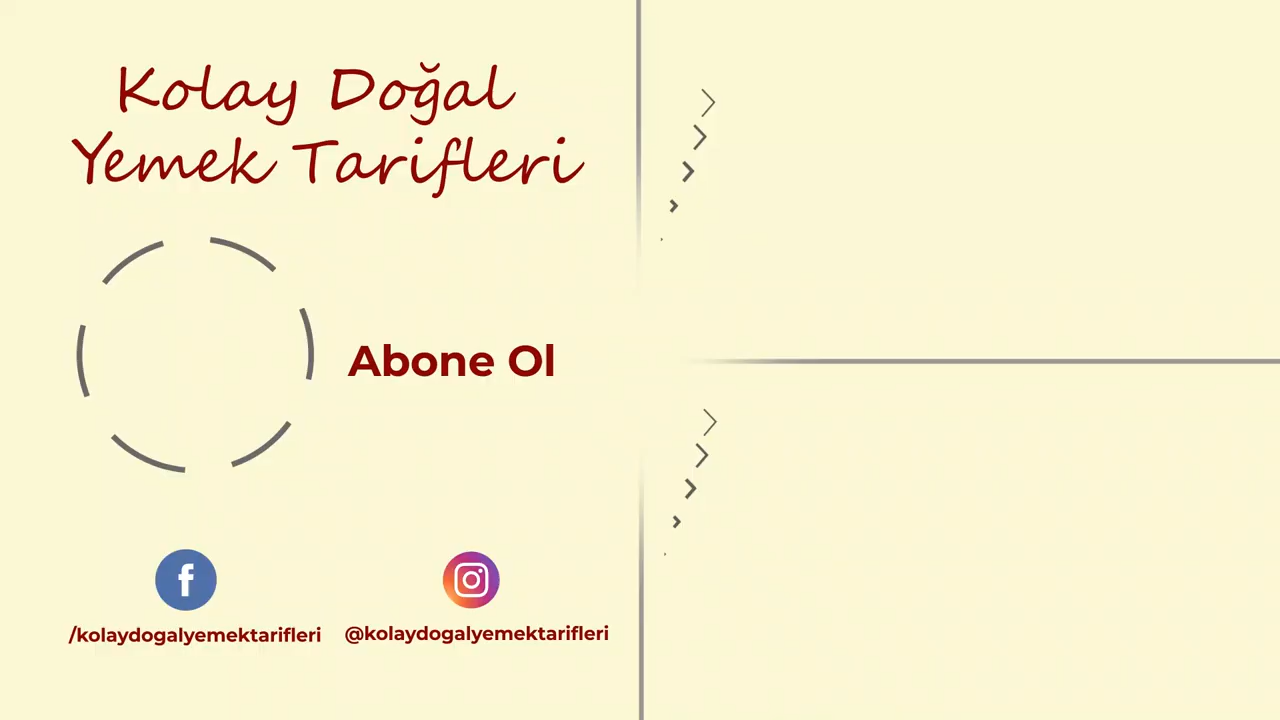 Kolay Doğal
Yemek Tarifleri
Abone Ol
/kolaydogalyemektarifleri
@kolaydogalyemektarifleri